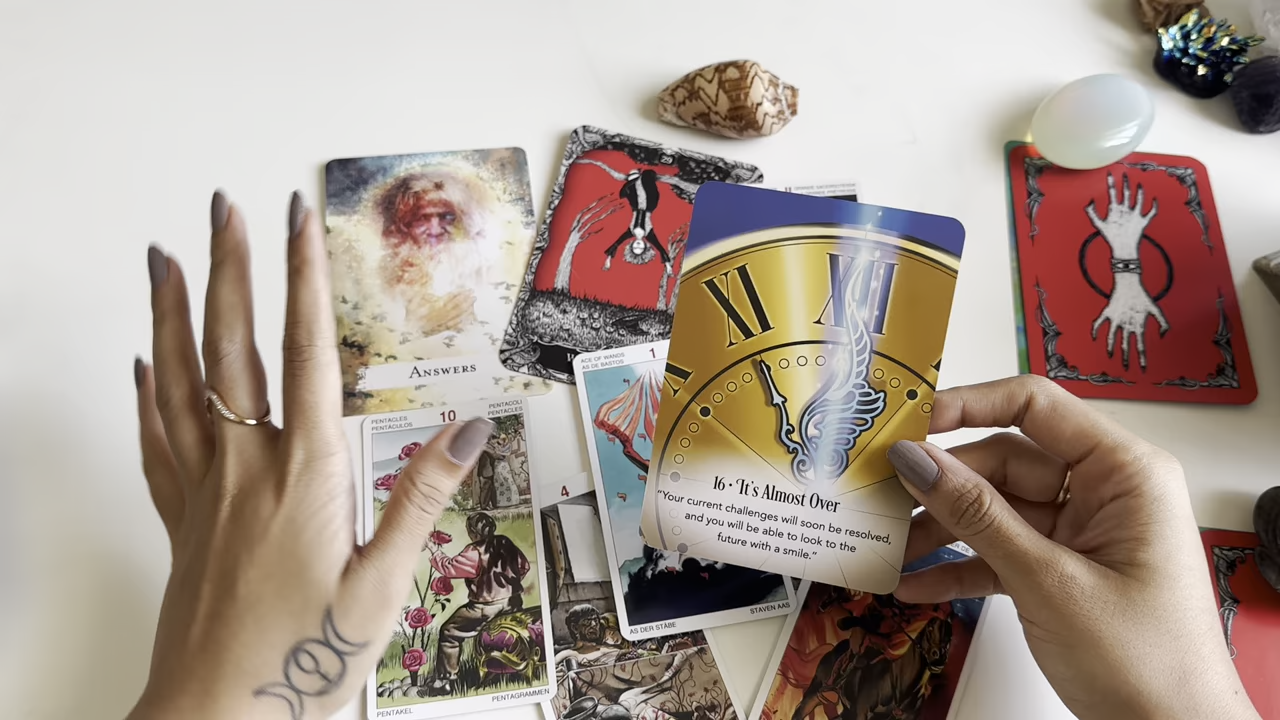 ANSWERS
29
PENTACLES
PENTÁCULOS
10
PENTACOLI
PENTACLES
PENTAKEL
PENTAGRAMMEN
4
ACE OF WANDS
AS DE BASTOS
1
AS DER STÄBE
STAVEN AAS
X
XI
XII
16 • It's Almost Over
"Your current challenges will soon be resolved,
and you will be able to look to the
future with a smile."